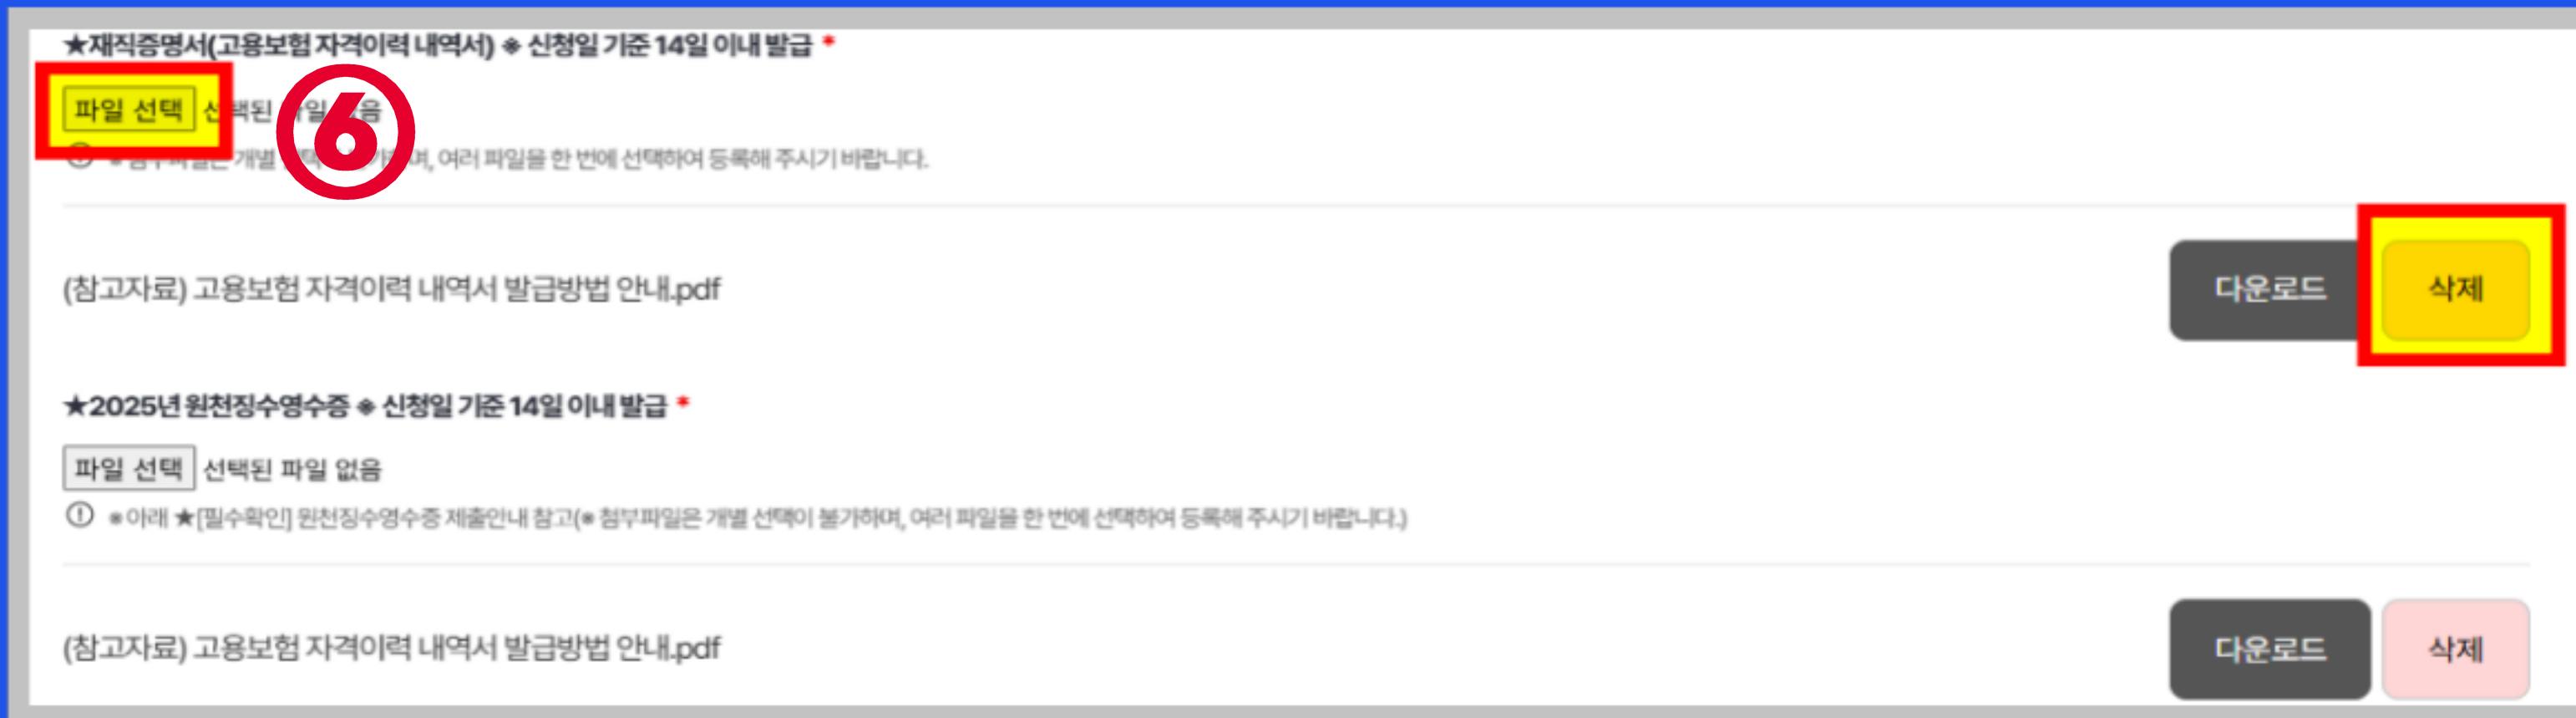 ★재직증명서(고용보험 자격이력 내역서) ※ 신청일 기준 14일 이내 발급 *
파일 선택 선택된 파일 없음
⑥
개별 며, 여러 파일을 한 번에 선택하여 등록해 주시기 바랍니다.
(참고자료) 고용보험 자격이력 내역서 발급방법 안내.pdf
다운로드 삭제
★2025년 원천징수영수증 ※ 신청일 기준 14일 이내 발급 *
파일 선택 선택된 파일 없음
※ 아래 ★[필수확인] 원천징수영수증 제출안내 참고(※ 첨부파일은 개별 선택이 불가하며, 여러 파일을 한 번에 선택하여 등록해 주시기 바랍니다.)
(참고자료) 고용보험 자격이력 내역서 발급방법 안내.pdf
다운로드 삭제